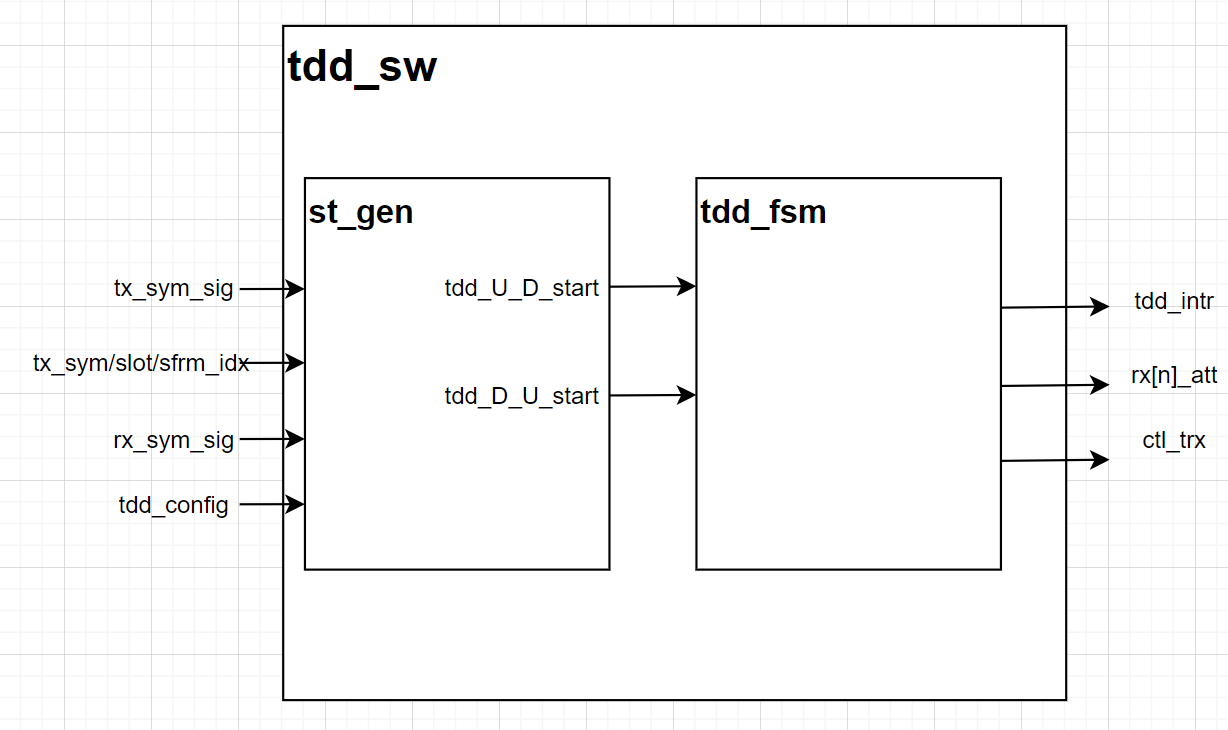 tdd_sw
st_gen
tdd_fsm
tx_sym_sig
tdd_U_D_start
tdd_intr
tx_sym/slot/sfrm_idx
rx[n]_att
tdd_D_U_start
rx_sym_sig
ctl_trx
tdd_config